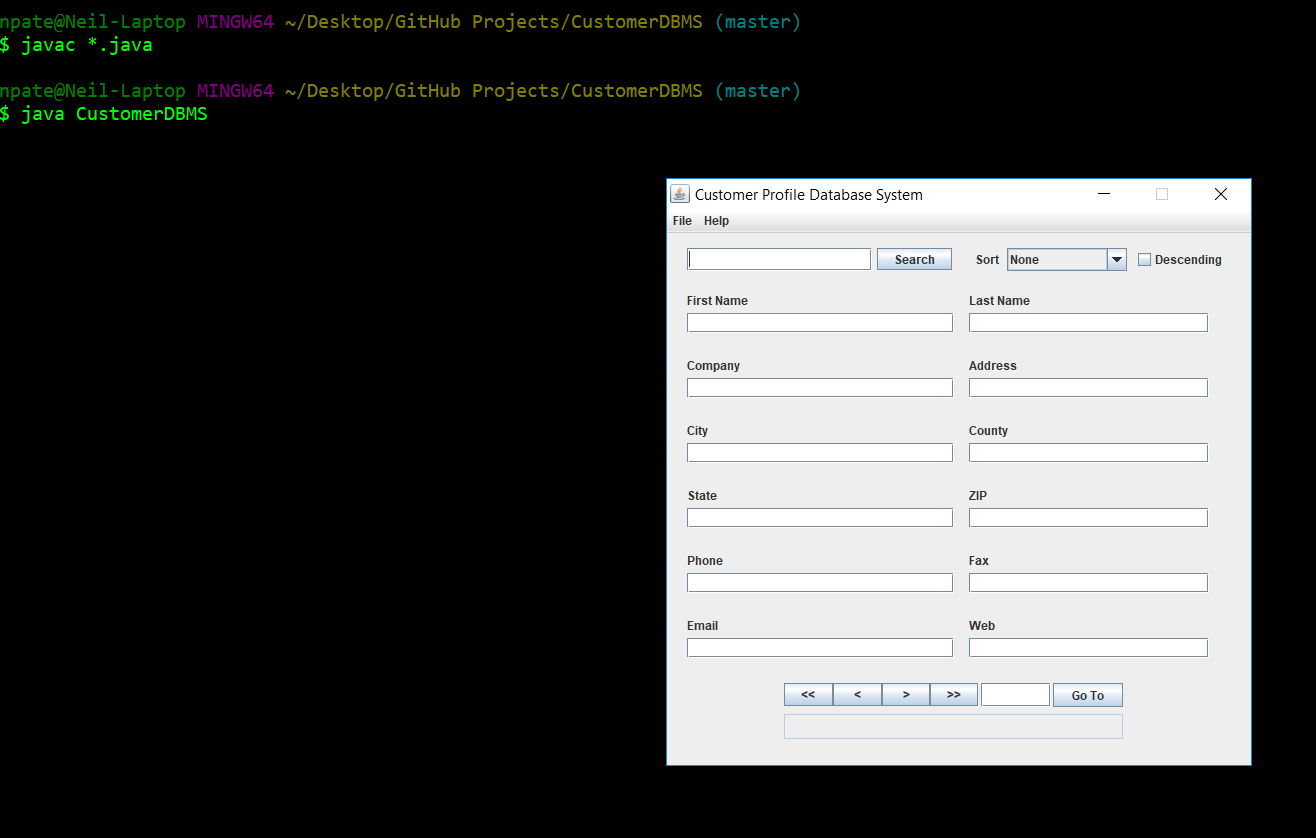 npate@Neil-Laptop MINGW64 ~/Desktop/GitHub Projects/CustomerDBMS (master)
$ javac *.java
npate@Neil-Laptop MINGW64 ~/Desktop/GitHub Projects/CustomerDBMS (master)
$ java CustomerDBMS
Customer Profile Database System
File Help
Search Sort None Descending
First Name Last Name
Company Address
City County
State ZIP
Phone Fax
Email Web
<< < > >> Go To